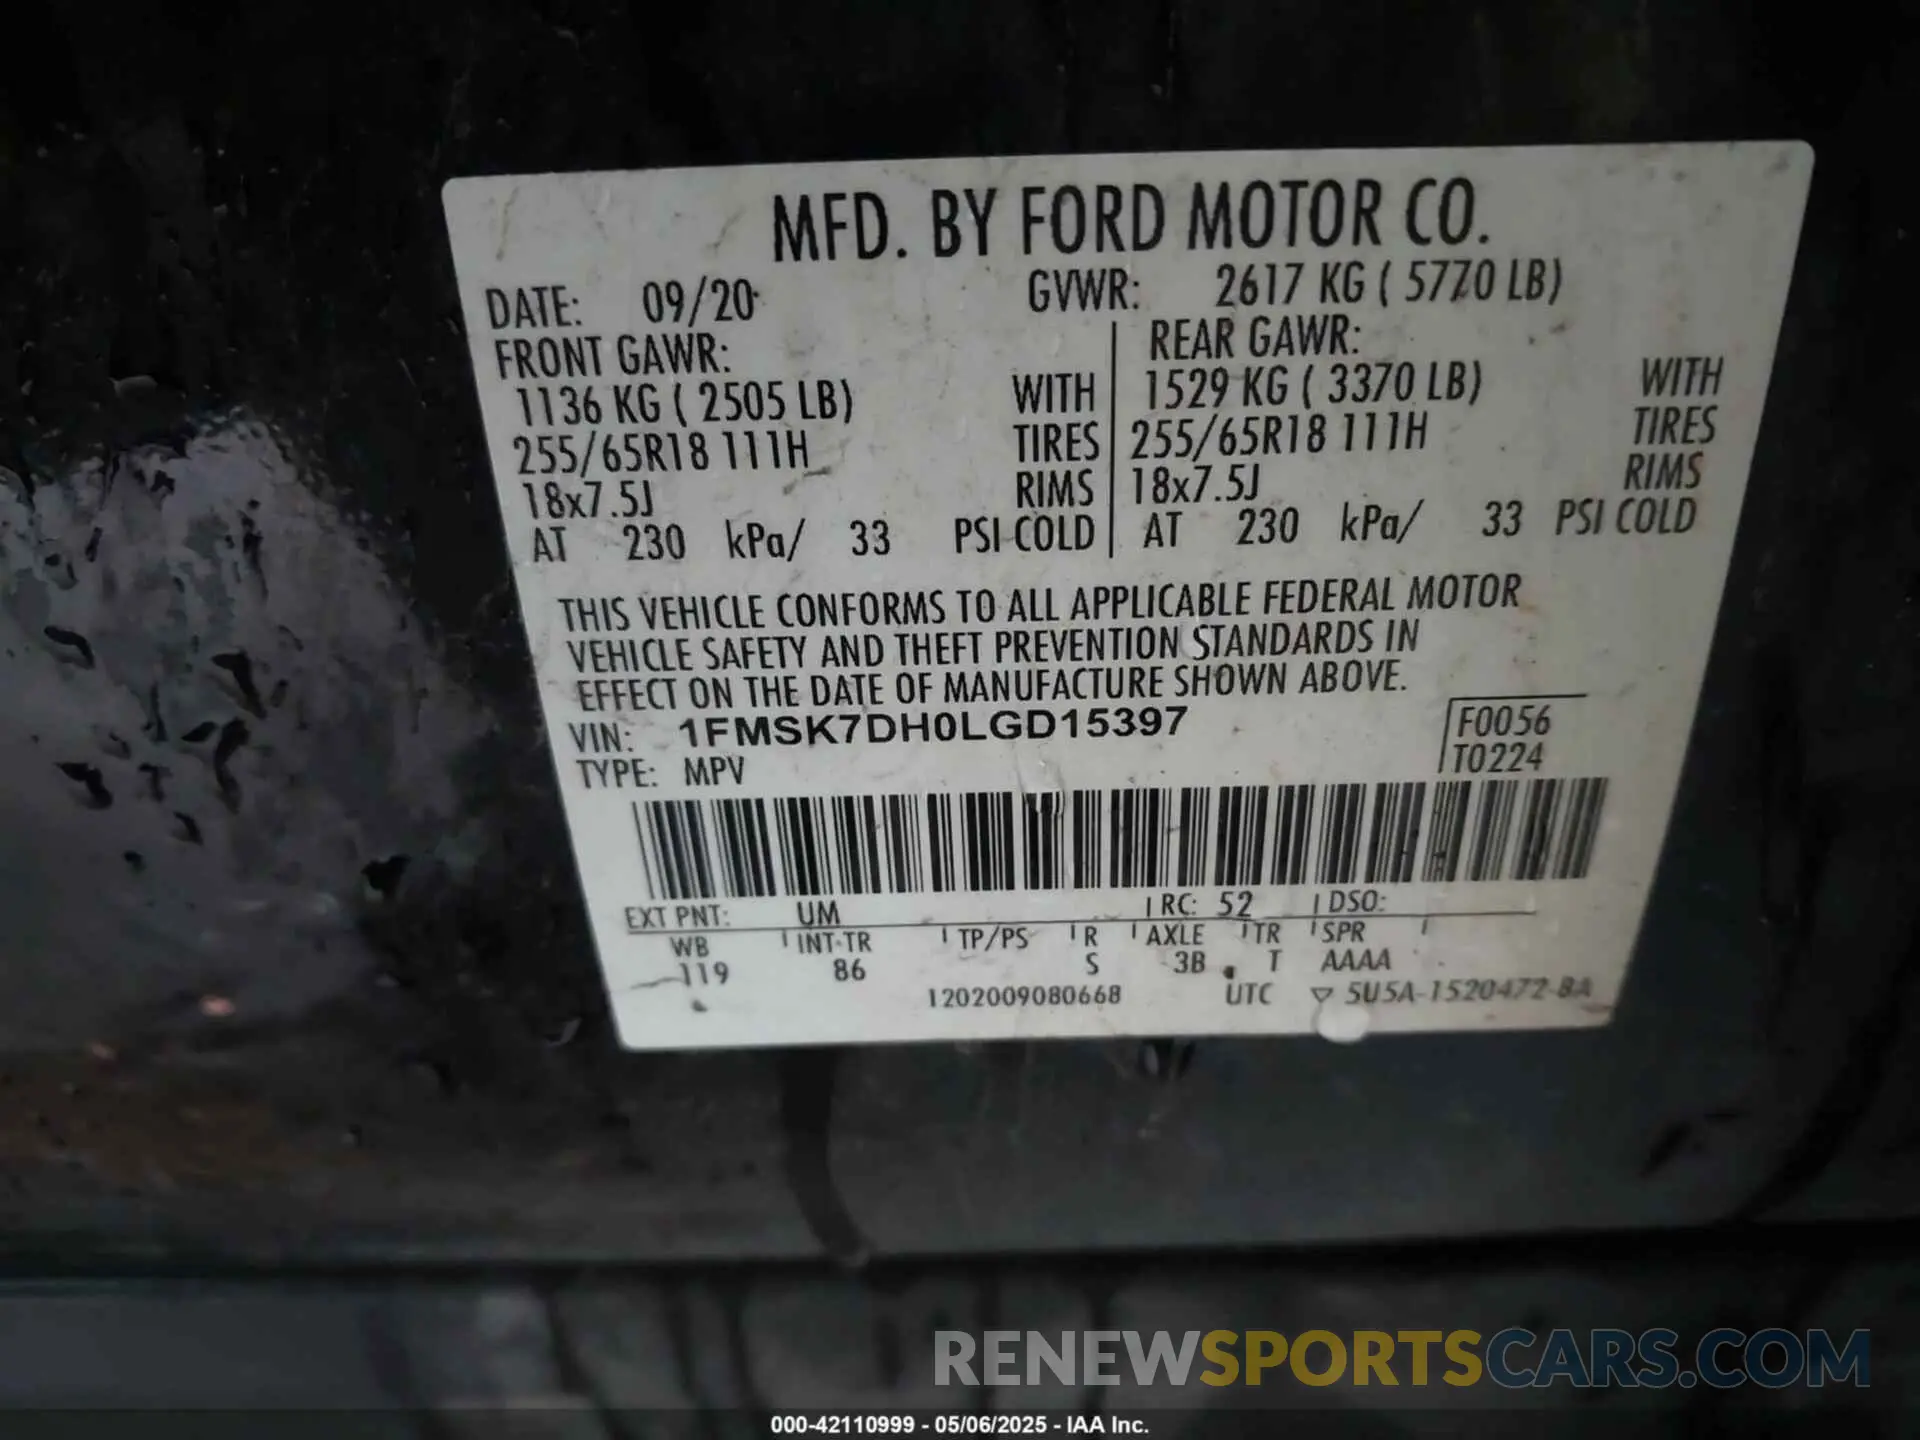 MFD. BY FORD MOTOR CO.
DATE: 09/20 GVWR: 2617 KG ( 5770 LB)
FRONT GAWR: REAR GAWR:
1136 KG ( 2505 LB) WITH 1529 KG ( 3370 LB) WITH
255/65R18 111H TIRES 255/65R18 111H TIRES
18x7.5J RIMS 18x7.5J RIMS
AT 230 kPa/ 33 PSI COLD AT 230 kPa/ 33 PSI COLD
THIS VEHICLE CONFORMS TO ALL APPLICABLE FEDERAL MOTOR
VEHICLE SAFETY AND THEFT PREVENTION STANDARDS IN
EFFECT ON THE DATE OF MANUFACTURE SHOWN ABOVE.
VIN: 1FMSK7DH0LGD15397 F0056
TYPE: MPV T0224
EXT PNT: UM RC: 52 DSO:
WB INT TR TP/PS R AXLE TR SPR
119 86 S 3B T AAAA
1202009080668 UTC ▽ 5U5A-1520472-BA
RENEWSPORTSCARS.COM
000-42110999 - 05/06/2025 - IAA Inc.